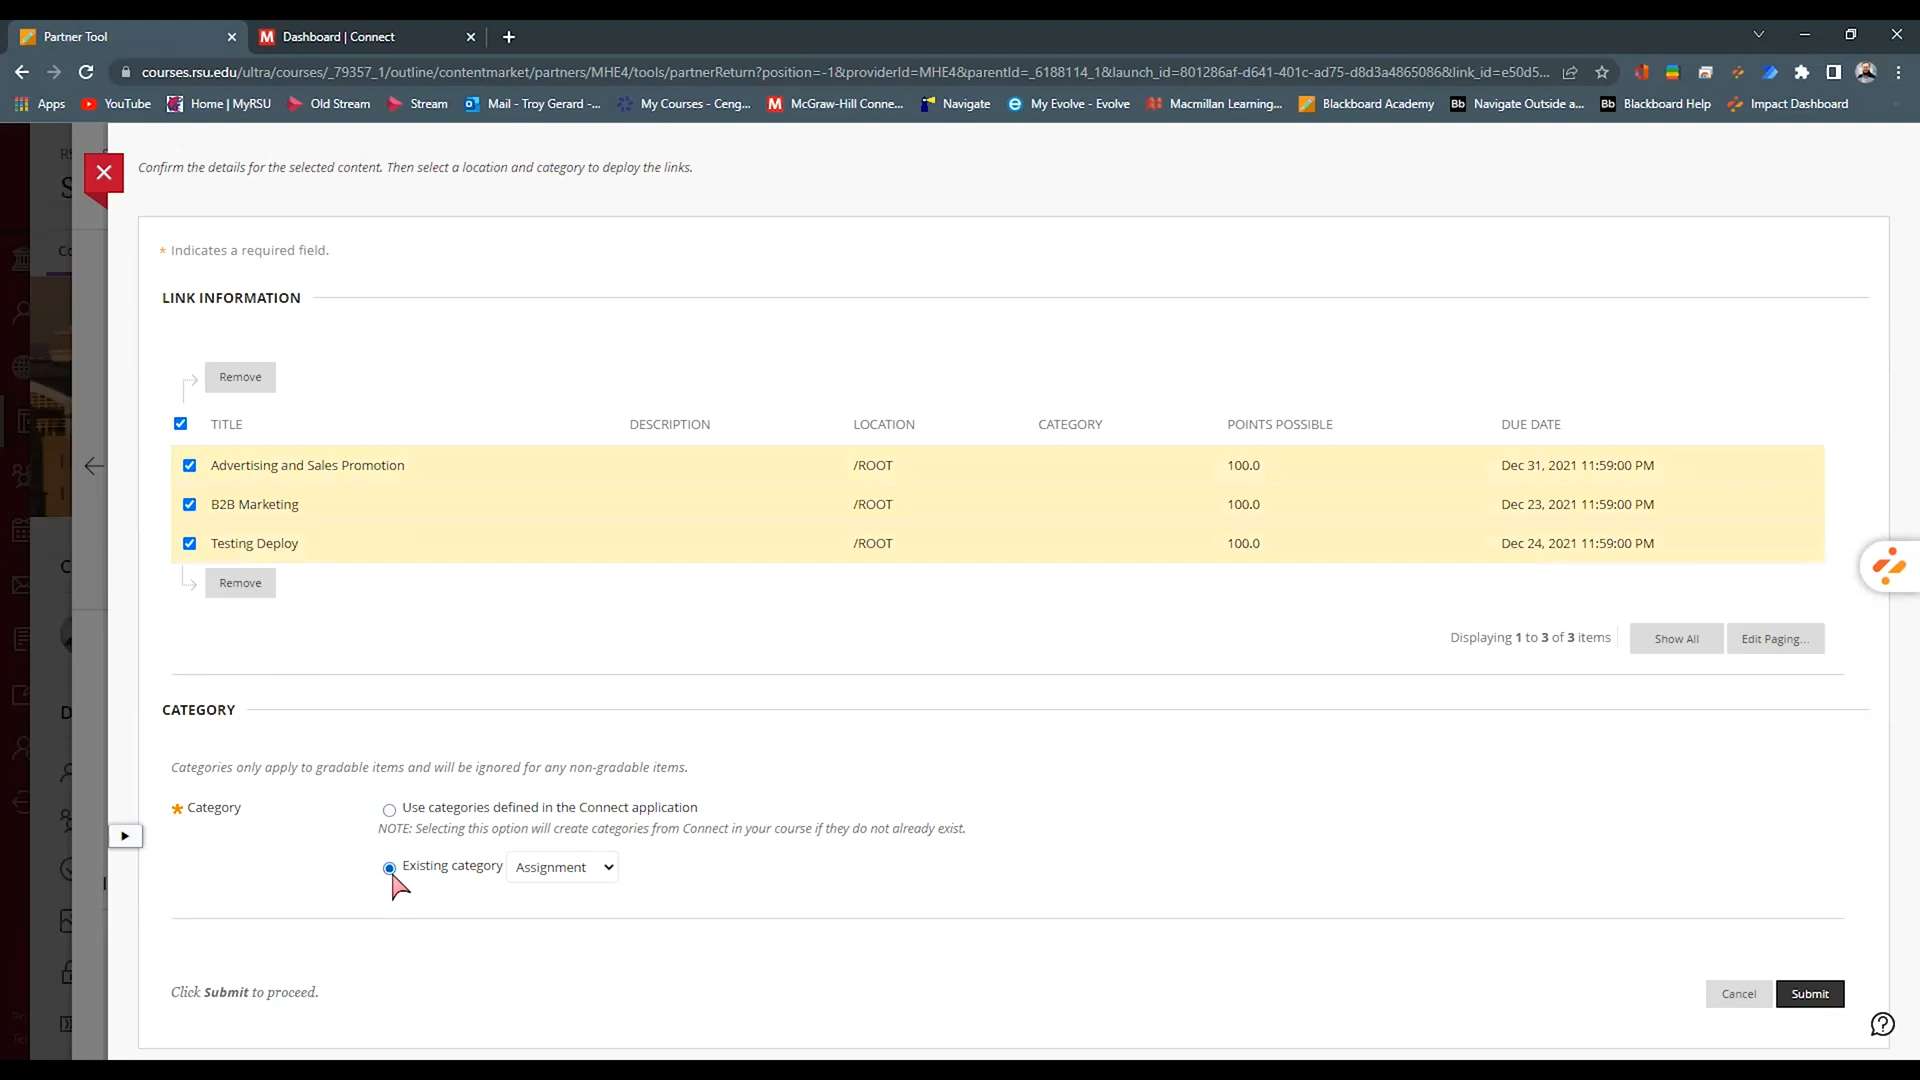 Partner Tool
Dashboard | Connect
courses.rsu.edu/ultra/courses/_79357_1/outline/contentmarket/partners/MHE4/tools/partnerReturn?position=-1&providerId=MHE4&parentId=_6188114_1&launch_id=801286af-d641-401c-ad75-d8d3a4865086&link_id=e50d5...
Apps YouTube Home | MyRSU Old Stream Stream Mail - Troy Gerard -... My Courses - Ceng... McGraw-Hill Conne... Navigate My Evolve - Evolve Macmillan Learning... Blackboard Academy Bb Navigate Outside a... Bb Blackboard Help Impact Dashboard
Confirm the details for the selected content. Then select a location and category to deploy the links.
* Indicates a required field.
LINK INFORMATION
Remove
TITLE DESCRIPTION LOCATION CATEGORY POINTS POSSIBLE DUE DATE
Advertising and Sales Promotion /ROOT 100.0 Dec 31, 2021 11:59:00 PM
B2B Marketing /ROOT 100.0 Dec 23, 2021 11:59:00 PM
Testing Deploy /ROOT 100.0 Dec 24, 2021 11:59:00 PM
Remove
Displaying 1 to 3 of 3 items Show All Edit Paging...
CATEGORY
Categories only apply to gradable items and will be ignored for any non-gradable items.
* Category
Use categories defined in the Connect application
NOTE: Selecting this option will create categories from Connect in your course if they do not already exist.
Existing category Assignment
Click Submit to proceed.
Cancel Submit